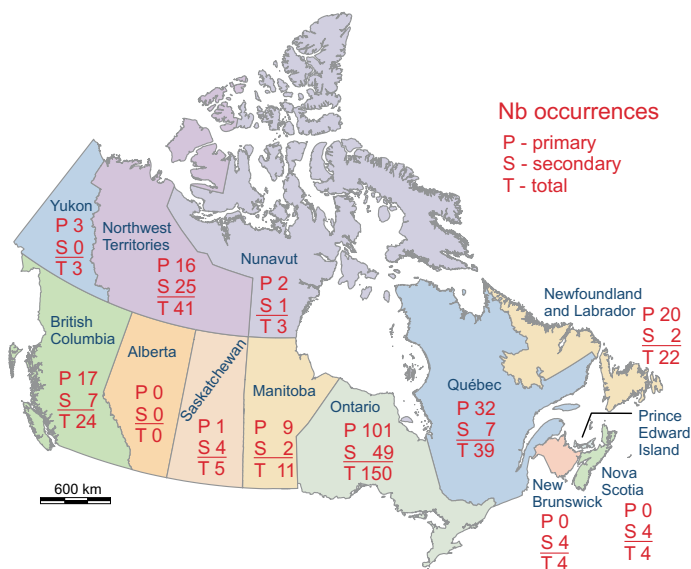 Nb occurrences
P - primary
S - secondary
T - total
Yukon
P 3
S 0
T 3
Northwest
Territories
P 16
S 25
T 41
Nunavut
P 2
S 1
T 3
British
Columbia
P 17
S 7
T 24
Alberta
P 0
S 0
T 0
Saskatchewan
P 1
S 4
T 5
Manitoba
P 9
S 2
T 11
Ontario
P 101
S 49
T 150
Québec
P 32
S 7
T 39
Newfoundland
and Labrador
P 20
S 2
T 22
Prince
Edward
Island
New
Brunswick
P 0
S 4
T 4
Nova
Scotia
P 0
S 4
T 4
600 km